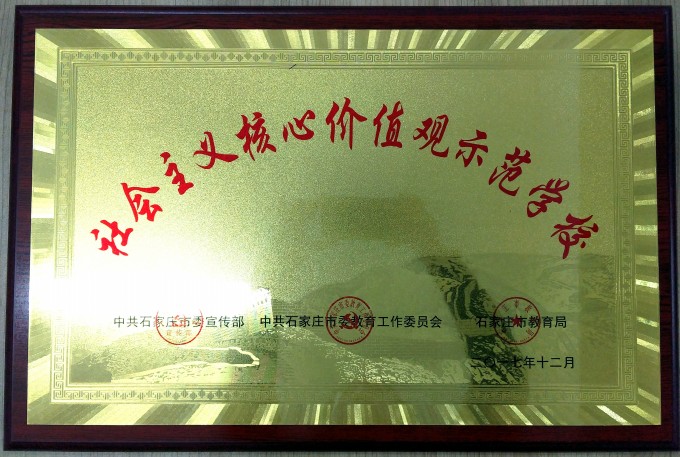 社会主义核心价值观示范学校
中共石家庄市委宣传部 中共石家庄市委教育工作委员会 石家庄市教育局
二〇一七年十二月